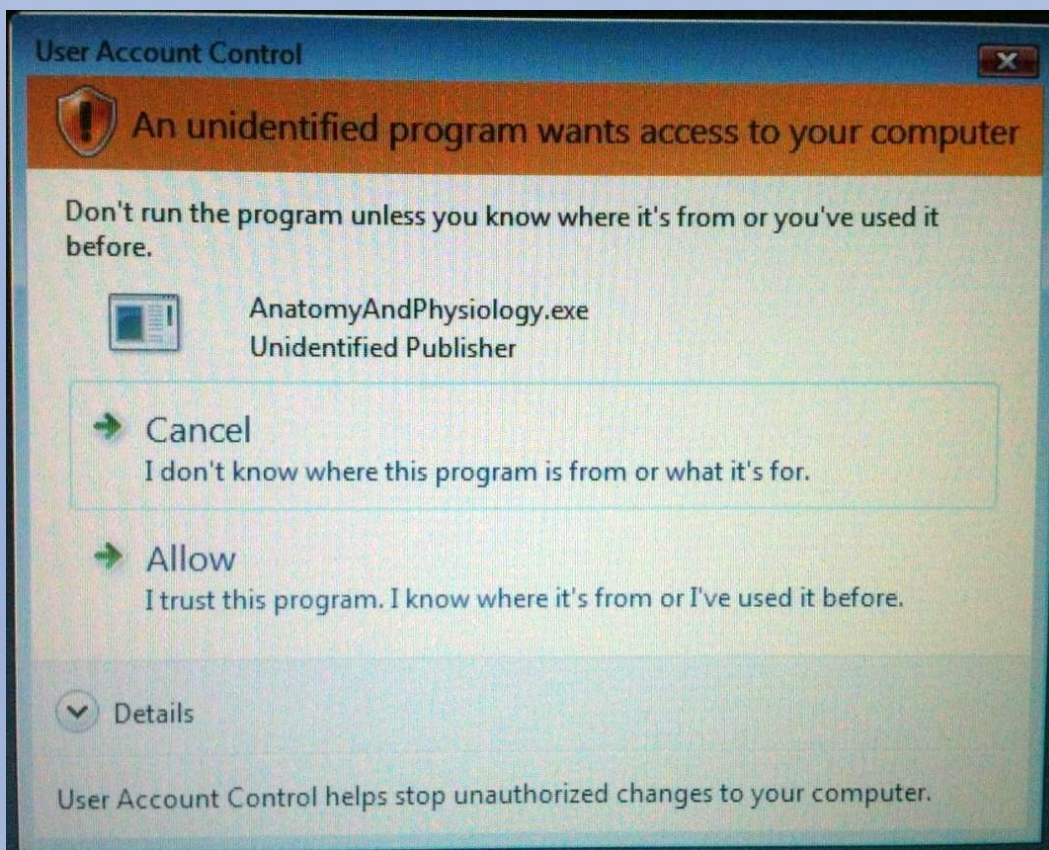 User Account Control
An unidentified program wants access to your computer
Don't run the program unless you know where it's from or you've used it
before.
AnatomyAndPhysiology.exe
Unidentified Publisher
Cancel
I don't know where this program is from or what it's for.
Allow
I trust this program. I know where it's from or I've used it before.
Details
User Account Control helps stop unauthorized changes to your computer.